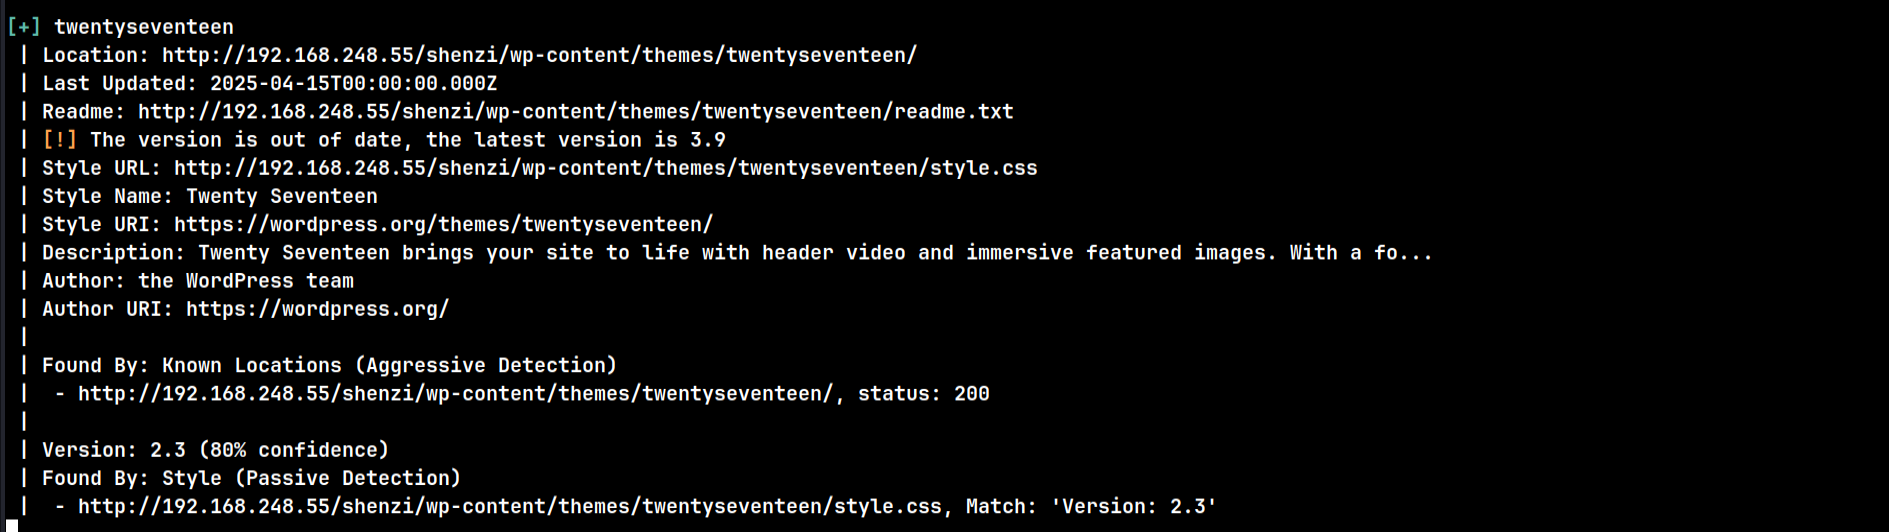 [+] twentyseventeen
| Location: http://192.168.248.55/shenzi/wp-content/themes/twentyseventeen/
| Last Updated: 2025-04-15T00:00:00.000Z
| Readme: http://192.168.248.55/shenzi/wp-content/themes/twentyseventeen/readme.txt
| [!] The version is out of date, the latest version is 3.9
| Style URL: http://192.168.248.55/shenzi/wp-content/themes/twentyseventeen/style.css
| Style Name: Twenty Seventeen
| Style URI: https://wordpress.org/themes/twentyseventeen/
| Description: Twenty Seventeen brings your site to life with header video and immersive featured images. With a fo...
| Author: the WordPress team
| Author URI: https://wordpress.org/
|
| Found By: Known Locations (Aggressive Detection)
|  - http://192.168.248.55/shenzi/wp-content/themes/twentyseventeen/, status: 200
|
| Version: 2.3 (80% confidence)
| Found By: Style (Passive Detection)
|  - http://192.168.248.55/shenzi/wp-content/themes/twentyseventeen/style.css, Match: 'Version: 2.3'